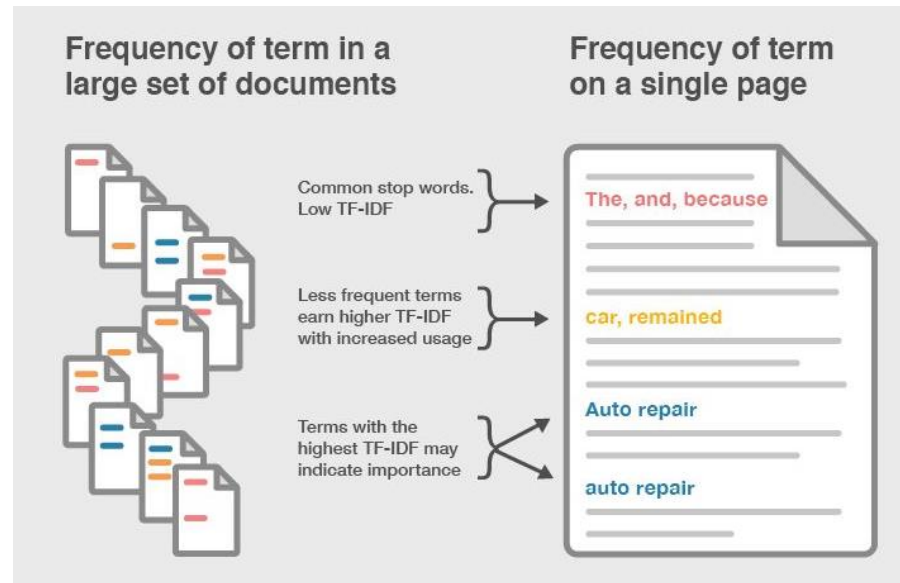 Frequency of term in a
large set of documents
Frequency of term
on a single page
Common stop words.
Low TF-IDF
The, and, because
Less frequent terms
earn higher TF-IDF
with increased usage
car, remained
Terms with the
highest TF-IDF may
indicate importance
Auto repair
auto repair